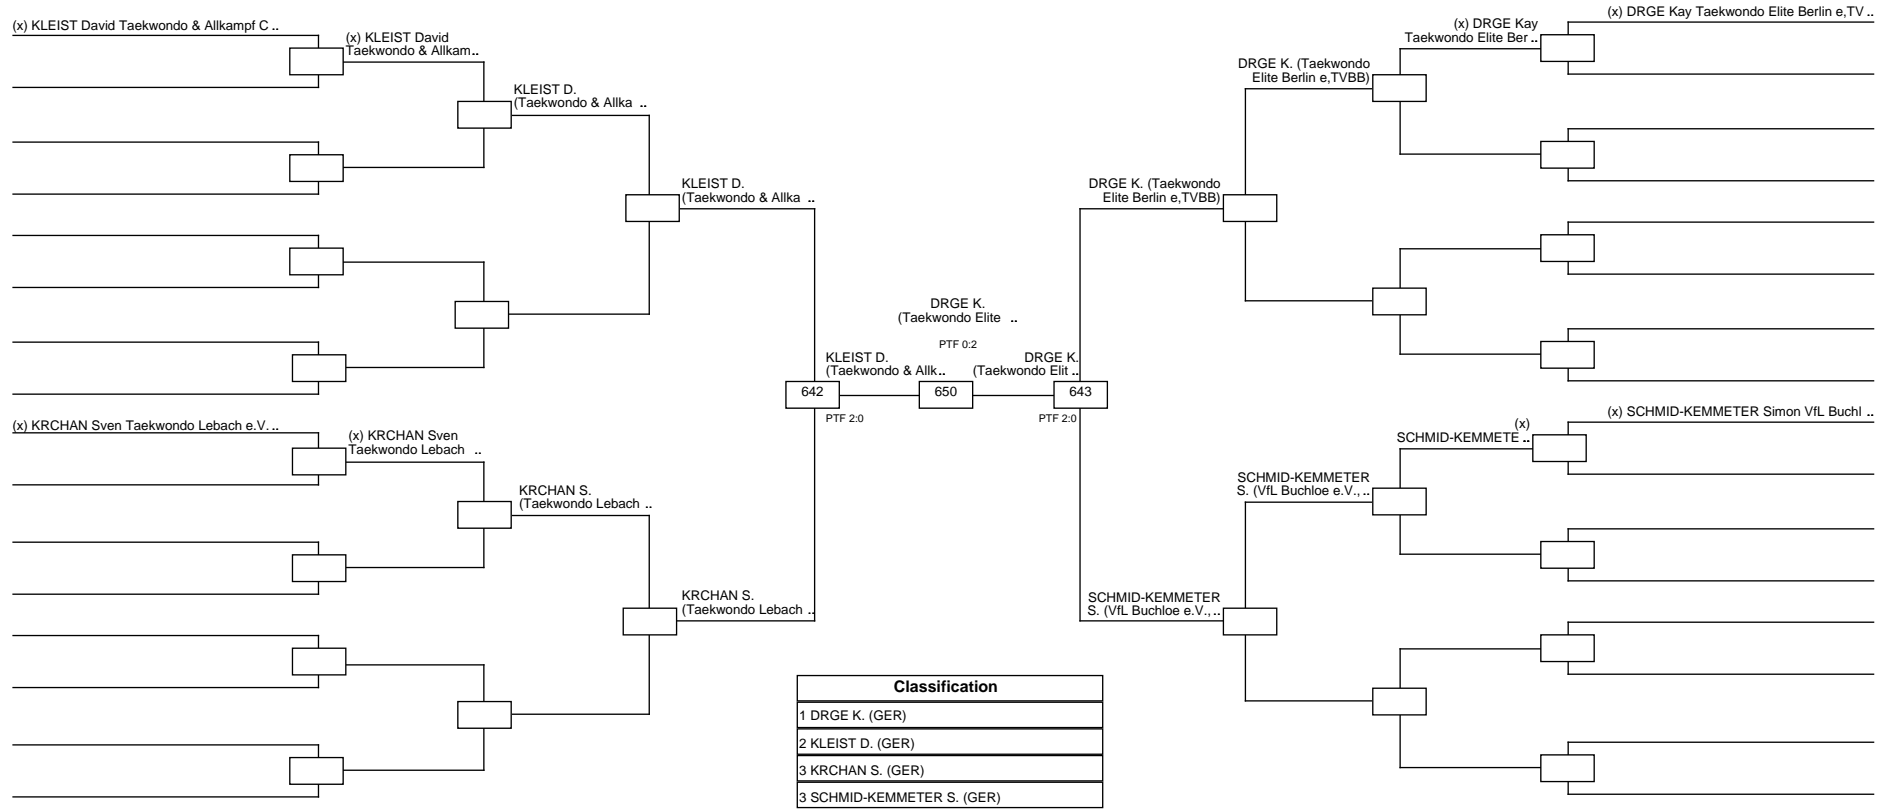 (x) KLEIST David Taekwondo & Allkampf C ..
(x) KLEIST David
Taekwondo & Allkam..
KLEIST D.
(Taekwondo & Allka ..
KLEIST D.
(Taekwondo & Allka ..
(x) KRCHAN Sven Taekwondo Lebach e.V. ..
(x) KRCHAN Sven
Taekwondo Lebach ..
KRCHAN S.
(Taekwondo Lebach ..
KRCHAN S.
(Taekwondo Lebach ..
642
PTF 2:0
KLEIST D.
(Taekwondo & Allk..
DRGE K.
(Taekwondo Elite ..
PTF 0:2
650
DRGE K.
(Taekwondo Elit ..
643
PTF 2:0
(x) DRGE Kay Taekwondo Elite Berlin e,TV ..
(x) DRGE Kay
Taekwondo Elite Ber ..
DRGE K. (Taekwondo
Elite Berlin e,TVBB)
DRGE K. (Taekwondo
Elite Berlin e,TVBB)
(x) SCHMID-KEMMETER Simon VfL Buchl ..
(x)
SCHMID-KEMMETE ..
SCHMID-KEMMETER
S. (VfL Buchloe e.V., ..
SCHMID-KEMMETER
S. (VfL Buchloe e.V., ..
Classification
1 DRGE K. (GER)
2 KLEIST D. (GER)
3 KRCHAN S. (GER)
3 SCHMID-KEMMETER S. (GER)